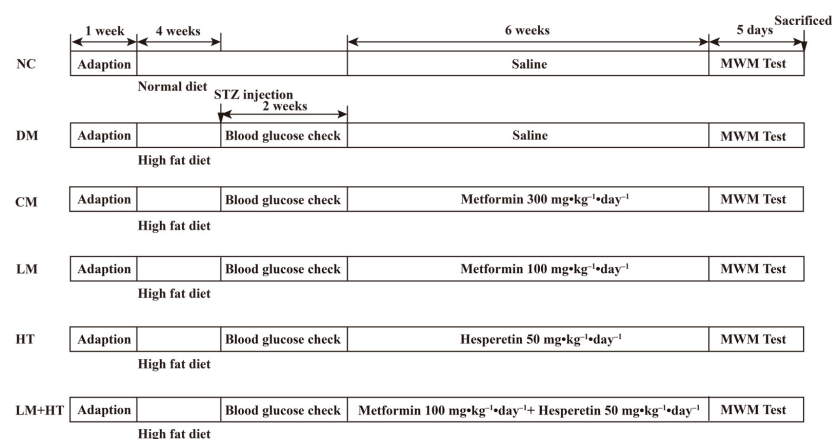 Sacrificed
1 week 4 weeks 6 weeks 5 days
NC Adaption Saline MWM Test
Normal diet
STZ injection
2 weeks
DM Adaption Blood glucose check Saline MWM Test
High fat diet
CM Adaption Blood glucose check Metformin 300 mg•kg⁻¹•day⁻¹ MWM Test
High fat diet
LM Adaption Blood glucose check Metformin 100 mg•kg⁻¹•day⁻¹ MWM Test
High fat diet
HT Adaption Blood glucose check Hesperetin 50 mg•kg⁻¹•day⁻¹ MWM Test
High fat diet
LM+HT Adaption Blood glucose check Metformin 100 mg•kg⁻¹•day⁻¹+ Hesperetin 50 mg•kg⁻¹•day⁻¹ MWM Test
High fat diet